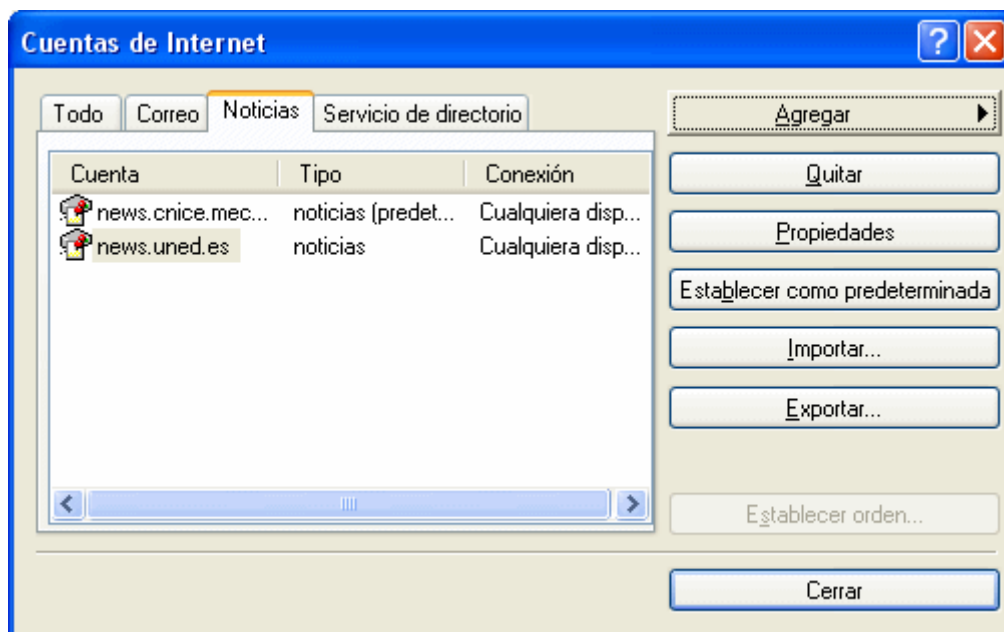 Cuentas de Internet
Todo Correo Noticias Servicio de directorio
Agregar
Cuenta Tipo Conexión
Quitar
news.cnice.mec... noticias (predet... Cualquiera disp...
Propiedades
news.uned.es noticias Cualquiera disp...
Establecer como predeterminada
Importar...
Exportar...
Establecer orden...
Cerrar